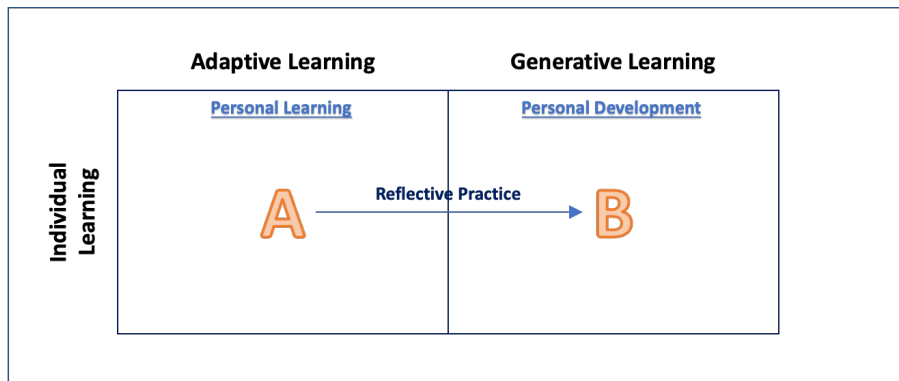 Adaptive Learning
Generative Learning
Personal Learning
Personal Development
Individual
Learning
Reflective Practice
A
B